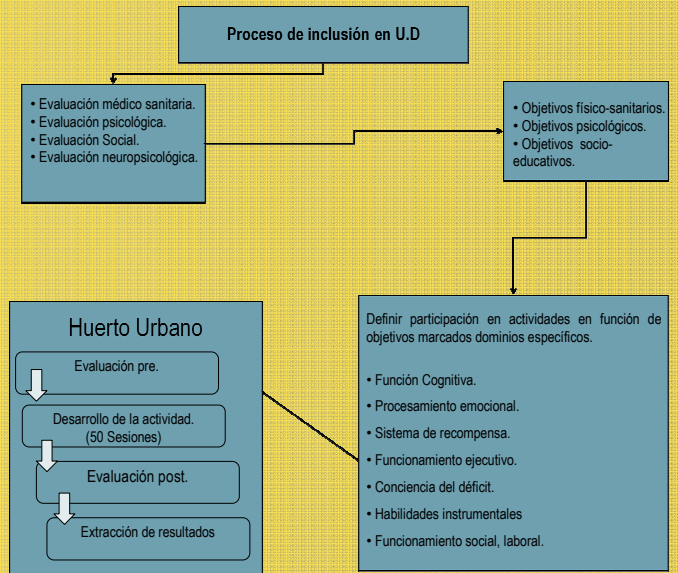 Proceso de inclusión en U.D
• Evaluación médico sanitaria.
• Evaluación psicológica.
• Evaluación Social.
• Evaluación neuropsicológica.
• Objetivos físico-sanitarios.
• Objetivos psicológicos.
• Objetivos socio-
educativos.
Huerto Urbano
Evaluación pre.
Desarrollo de la actividad.
(50 Sesiones)
Evaluación post.
Extracción de resultados
Definir participación en actividades en función de
objetivos marcados dominios específicos.
• Función Cognitiva.
• Procesamiento emocional.
• Sistema de recompensa.
• Funcionamiento ejecutivo.
• Conciencia del déficit.
• Habilidades instrumentales
• Funcionamiento social, laboral.